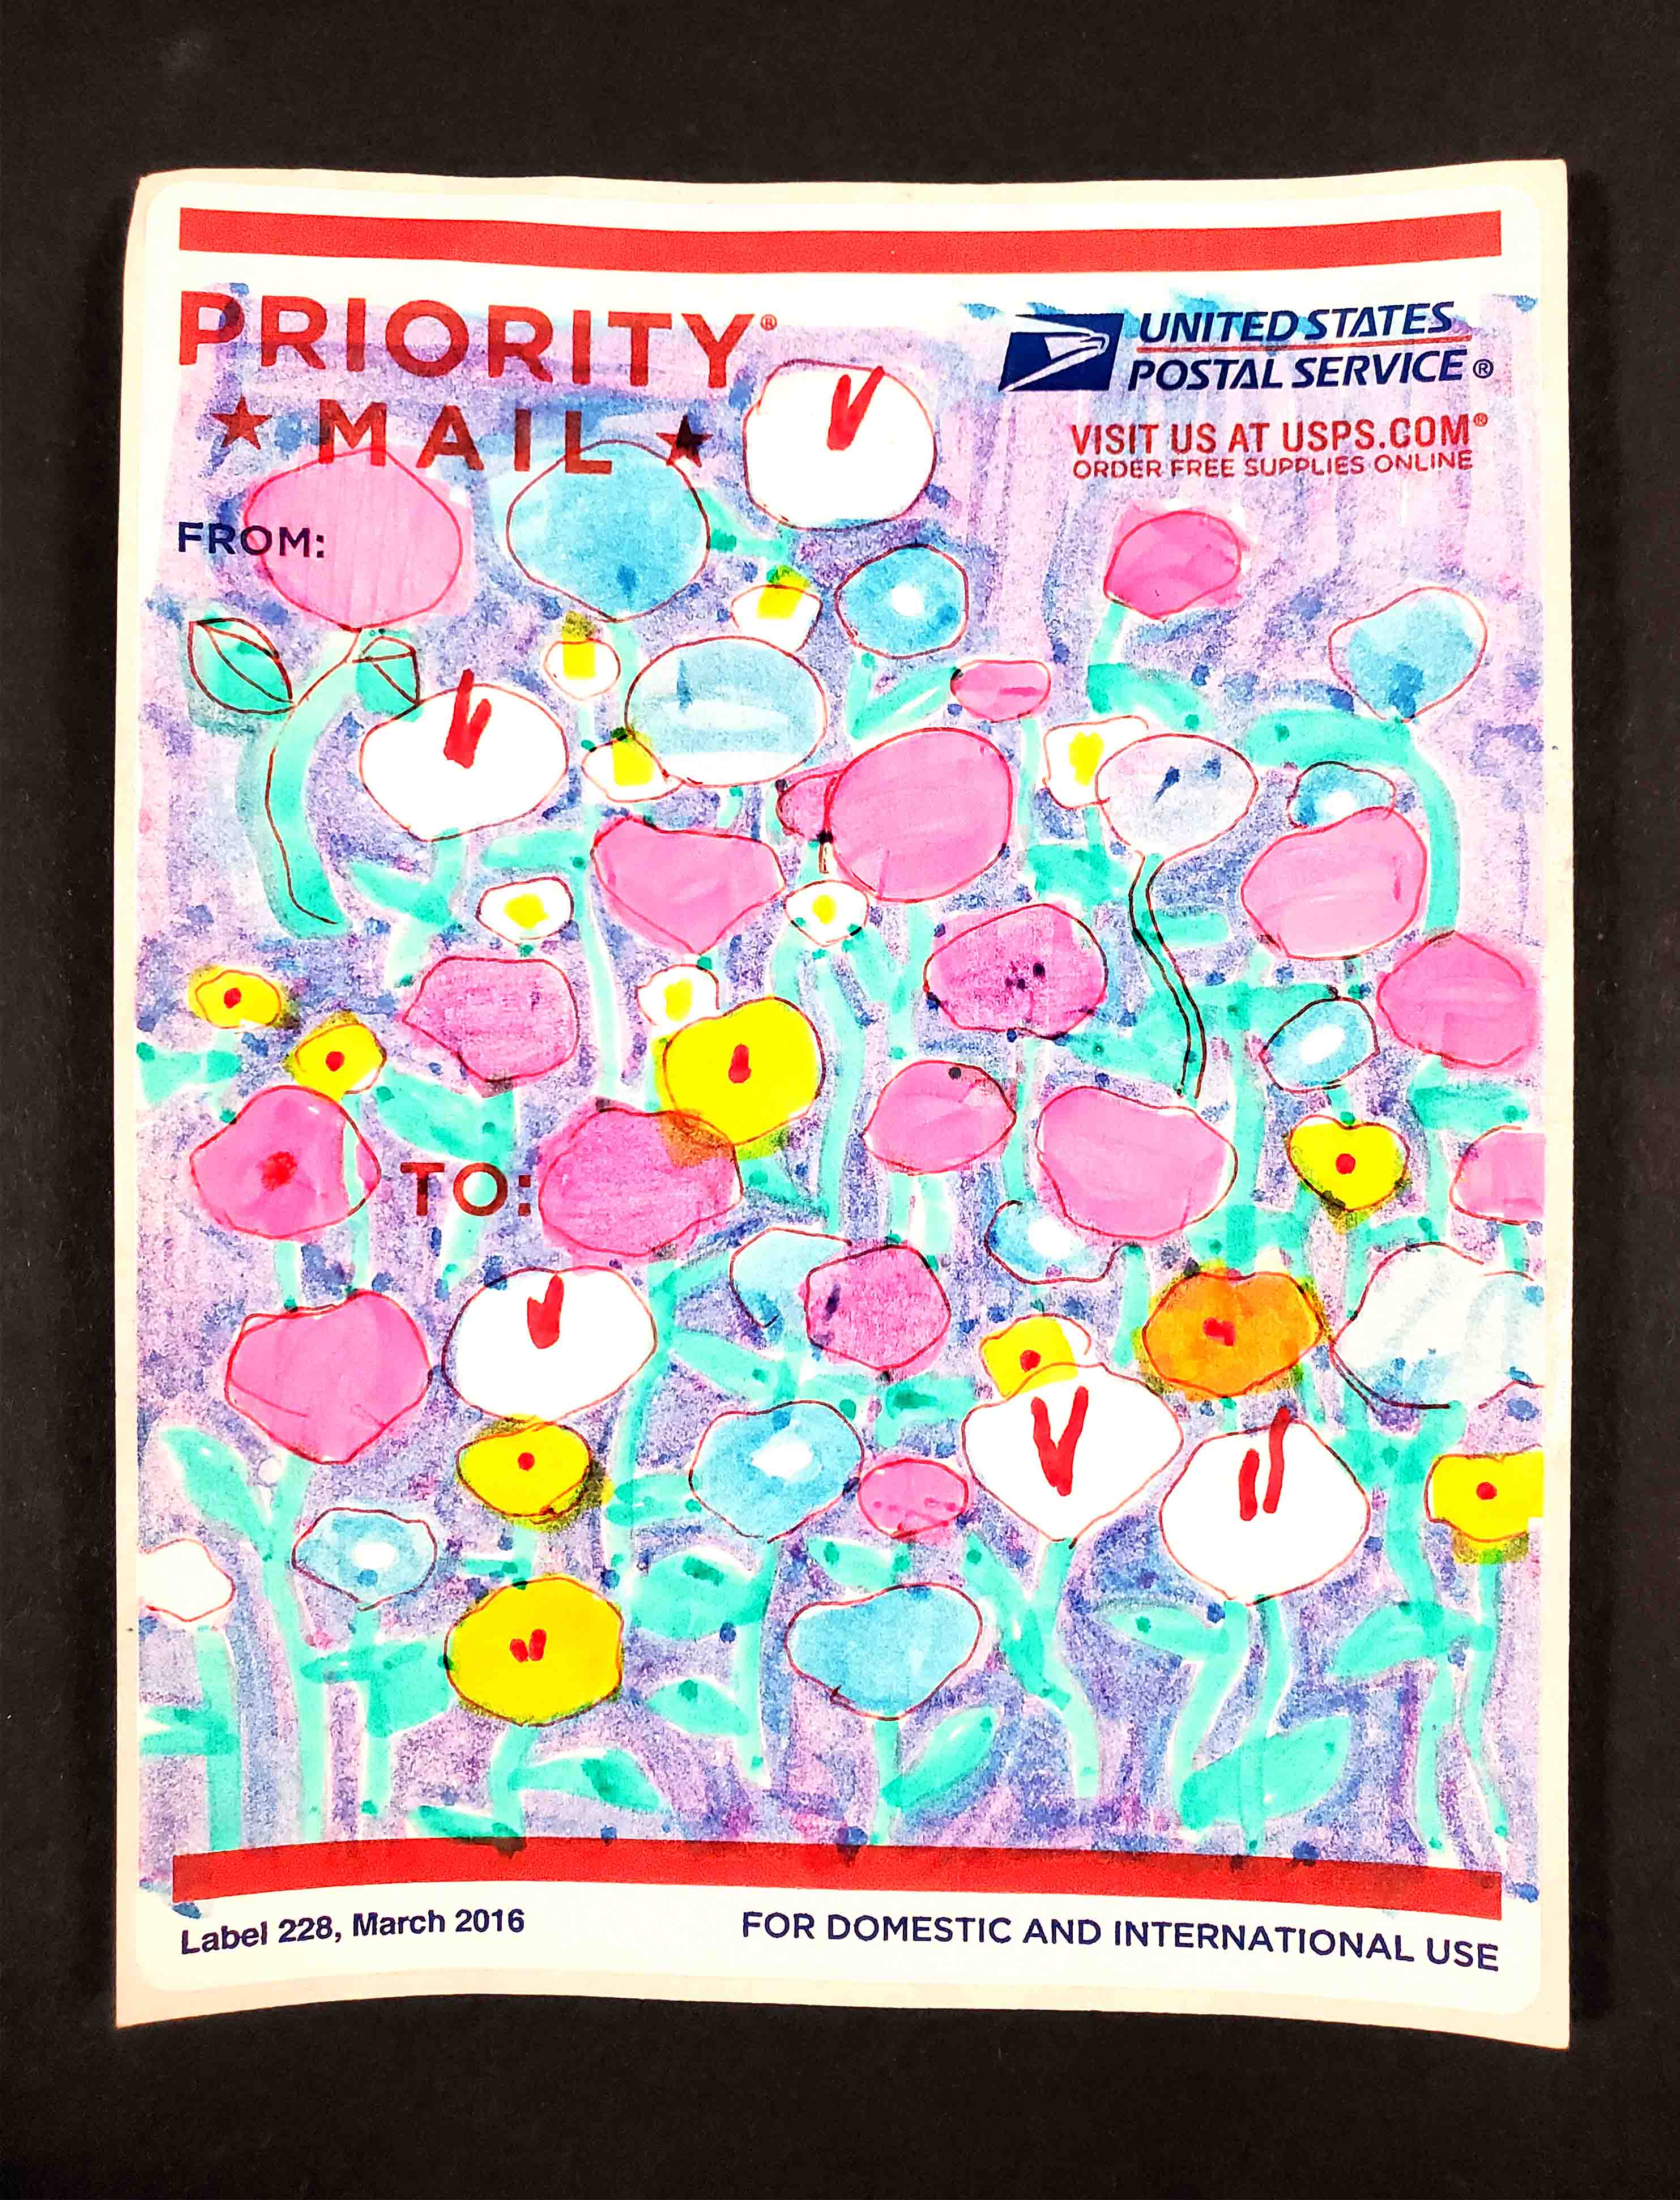 PRIORITY®
★ MAIL ★
UNITED STATES
POSTAL SERVICE ®
VISIT US AT USPS.COM®
ORDER FREE SUPPLIES ONLINE
FROM:
TO:
Label 228, March 2016
FOR DOMESTIC AND INTERNATIONAL USE